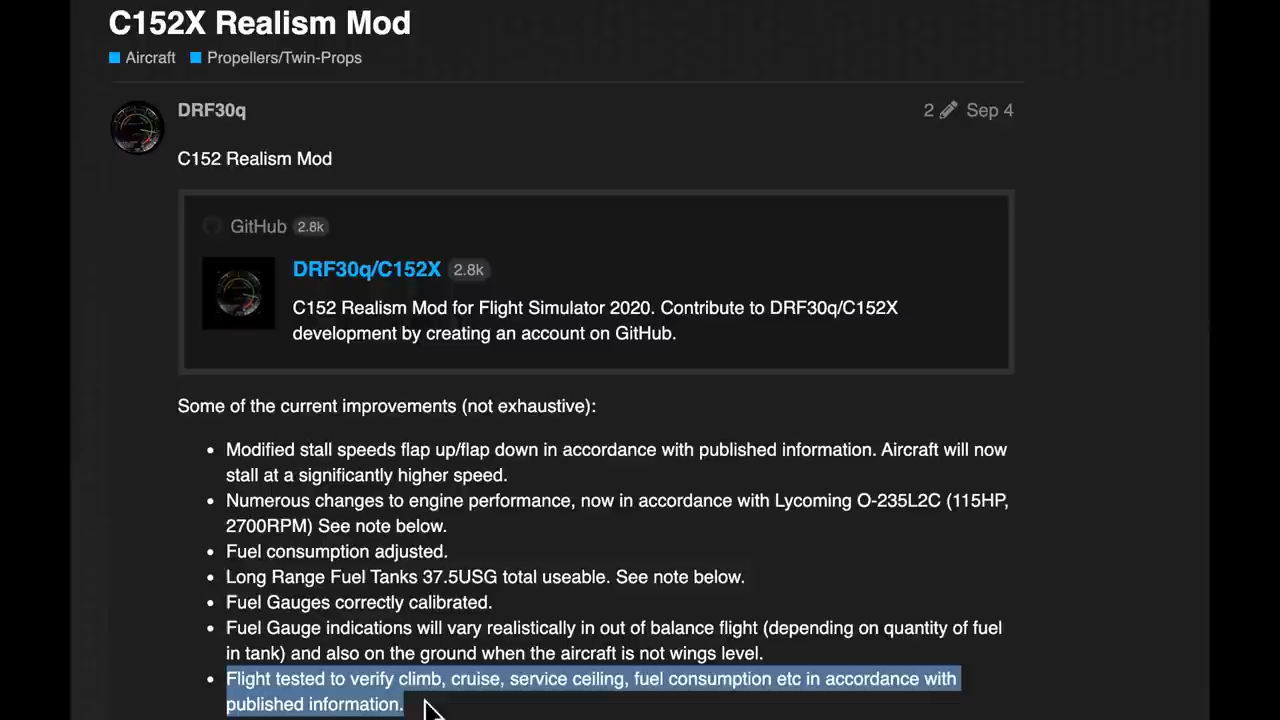 C152X Realism Mod
Aircraft Propellers/Twin-Props
DRF30q 2 Sep 4
C152 Realism Mod
GitHub 2.8k
DRF30q/C152X 2.8k
C152 Realism Mod for Flight Simulator 2020. Contribute to DRF30q/C152X
development by creating an account on GitHub.
Some of the current improvements (not exhaustive):
• Modified stall speeds flap up/flap down in accordance with published information. Aircraft will now
stall at a significantly higher speed.
• Numerous changes to engine performance, now in accordance with Lycoming O-235L2C (115HP,
2700RPM) See note below.
• Fuel consumption adjusted.
• Long Range Fuel Tanks 37.5USG total useable. See note below.
• Fuel Gauges correctly calibrated.
• Fuel Gauge indications will vary realistically in out of balance flight (depending on quantity of fuel
in tank) and also on the ground when the aircraft is not wings level.
• Flight tested to verify climb, cruise, service ceiling, fuel consumption etc in accordance with
published information.